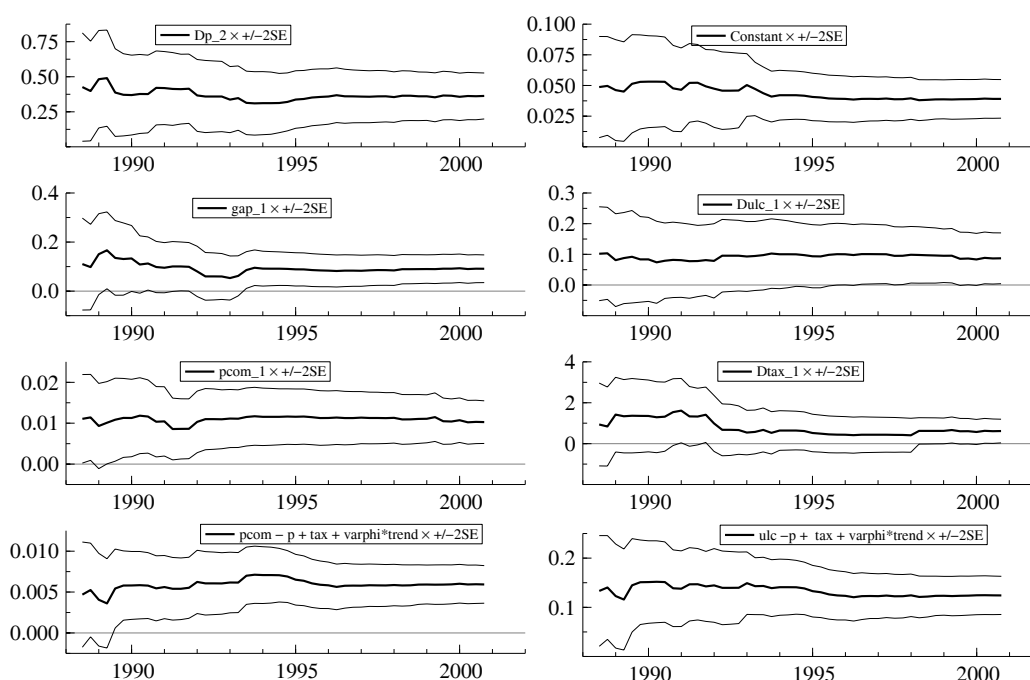 Dp_2 × +/−2SE
0.75
0.50
0.25
1990 1995 2000
Constant × +/−2SE
0.100
0.075
0.050
0.025
1990 1995 2000
gap_1 × +/−2SE
0.4
0.2
0.0
1990 1995 2000
Dulc_1 × +/−2SE
0.3
0.2
0.1
0.0
1990 1995 2000
pcom_1 × +/−2SE
0.02
0.01
0.00
1990 1995 2000
Dtax_1 × +/−2SE
4
2
0
1990 1995 2000
pcom − p + tax + varphi*trend × +/−2SE
0.010
0.005
0.000
1990 1995 2000
ulc −p + tax + varphi*trend × +/−2SE
0.2
0.1
1990 1995 2000